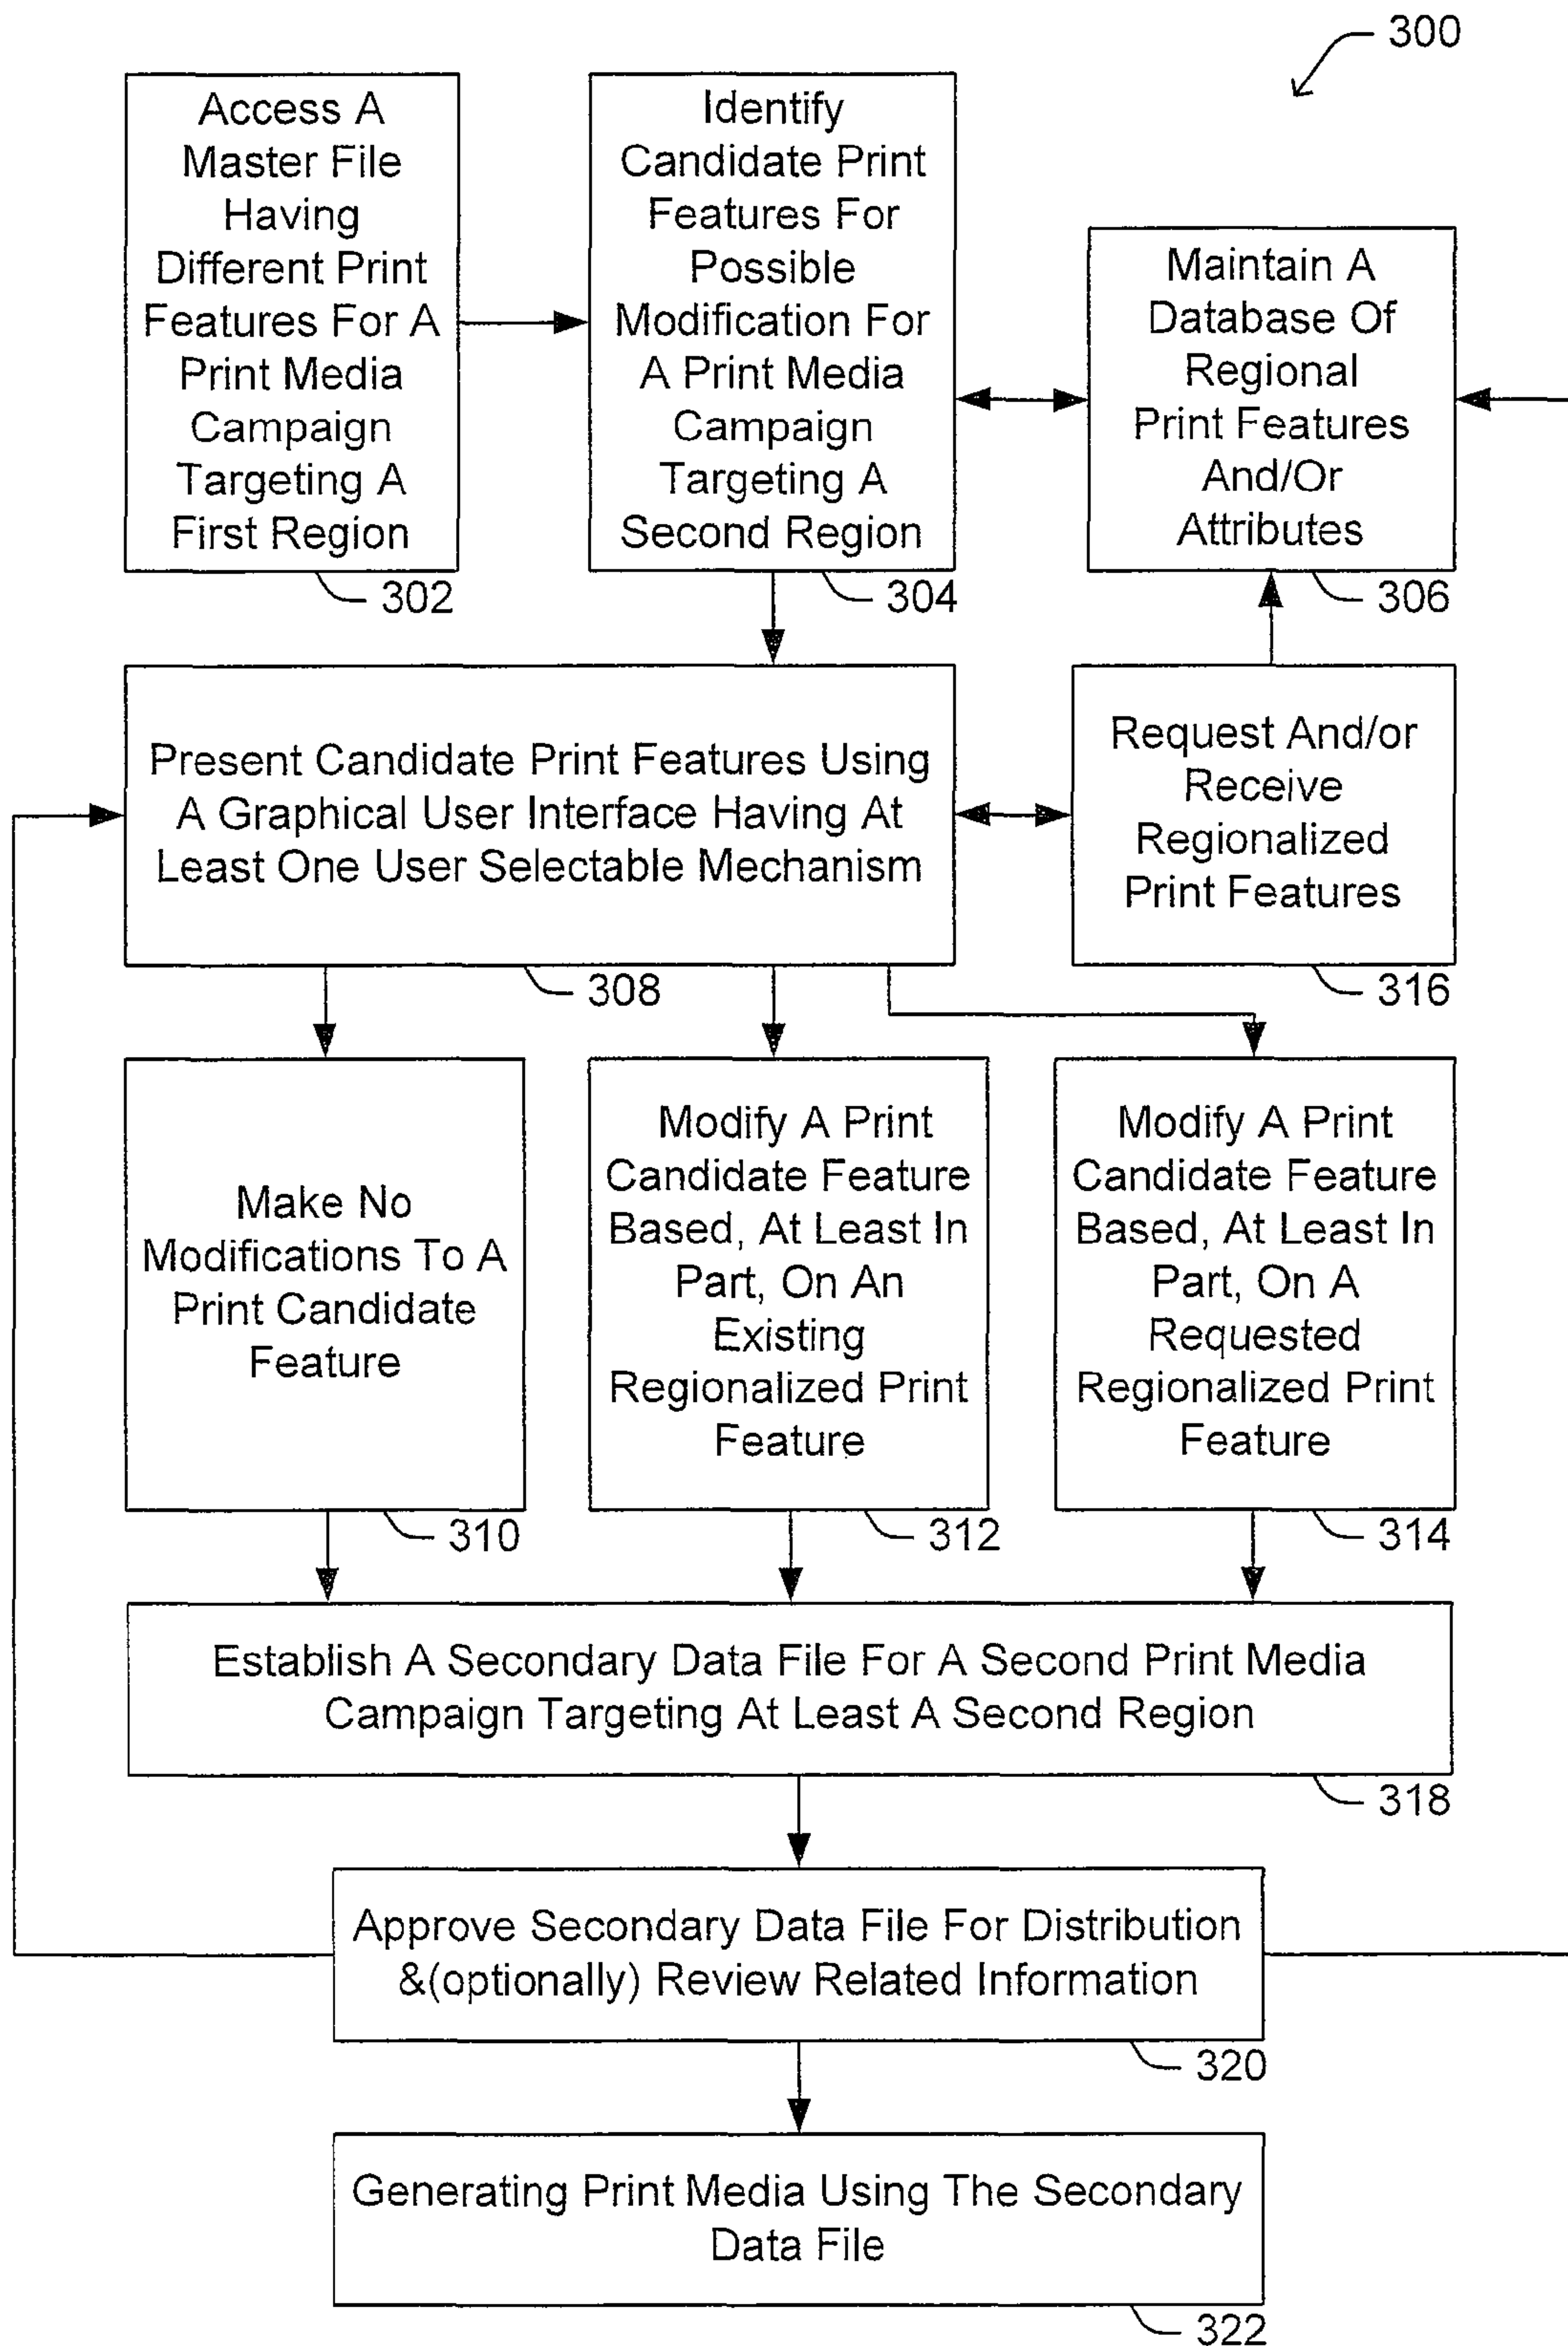 300
Access A
Master File
Having
Different Print
Features For A
Print Media
Campaign
Targeting A
First Region
302
Identify
Candidate Print
Features For
Possible
Modification For
A Print Media
Campaign
Targeting A
Second Region
304
Maintain A
Database Of
Regional
Print Features
And/Or
Attributes
306
Present Candidate Print Features Using
A Graphical User Interface Having At
Least One User Selectable Mechanism
308
Request And/or
Receive
Regionalized
Print Features
316
Make No
Modifications To A
Print Candidate
Feature
310
Modify A Print
Candidate Feature
Based, At Least In
Part, On An
Existing
Regionalized Print
Feature
312
Modify A Print
Candidate Feature
Based, At Least In
Part, On A
Requested
Regionalized Print
Feature
314
Establish A Secondary Data File For A Second Print Media
Campaign Targeting At Least A Second Region
318
Approve Secondary Data File For Distribution
&(optionally) Review Related Information
320
Generating Print Media Using The Secondary
Data File
322